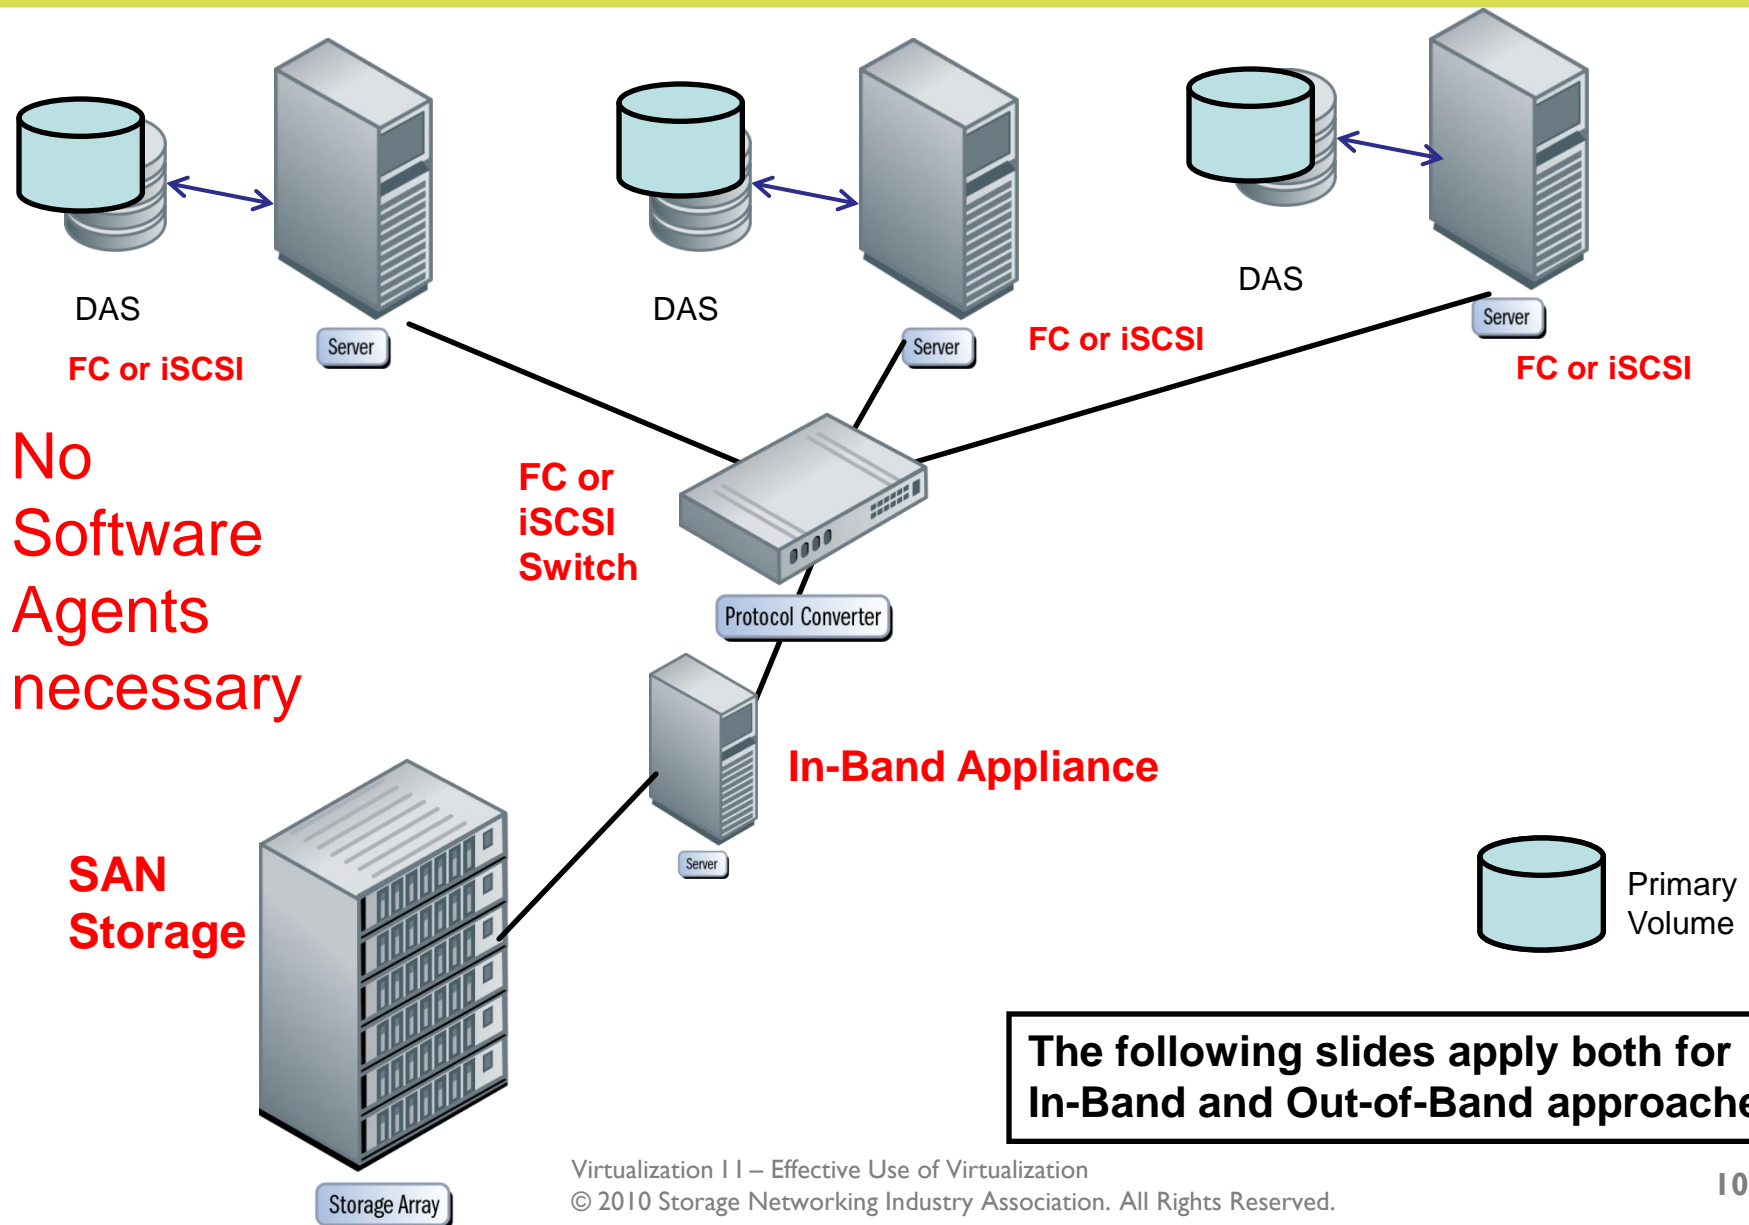 DAS
DAS
DAS
Server
Server
Server
FC or iSCSI
FC or iSCSI
FC or iSCSI
No
Software
Agents
necessary
FC or
iSCSI
Switch
Protocol Converter
In-Band Appliance
Server
SAN
Storage
Storage Array
Primary
Volume
The following slides apply both for
In-Band and Out-of-Band approache
Virtualization II – Effective Use of Virtualization
© 2010 Storage Networking Industry Association. All Rights Reserved.
10